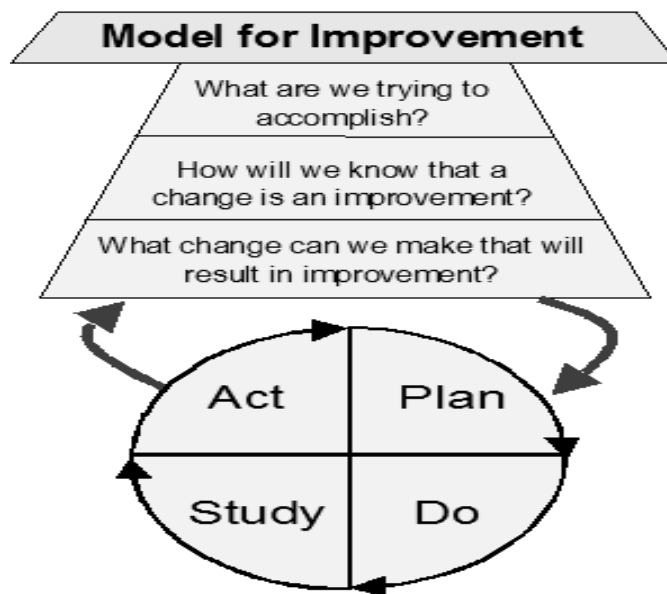 Model for Improvement
What are we trying to
accomplish?
How will we know that a
change is an improvement?
What change can we make that will
result in improvement?
Act
Plan
Study
Do